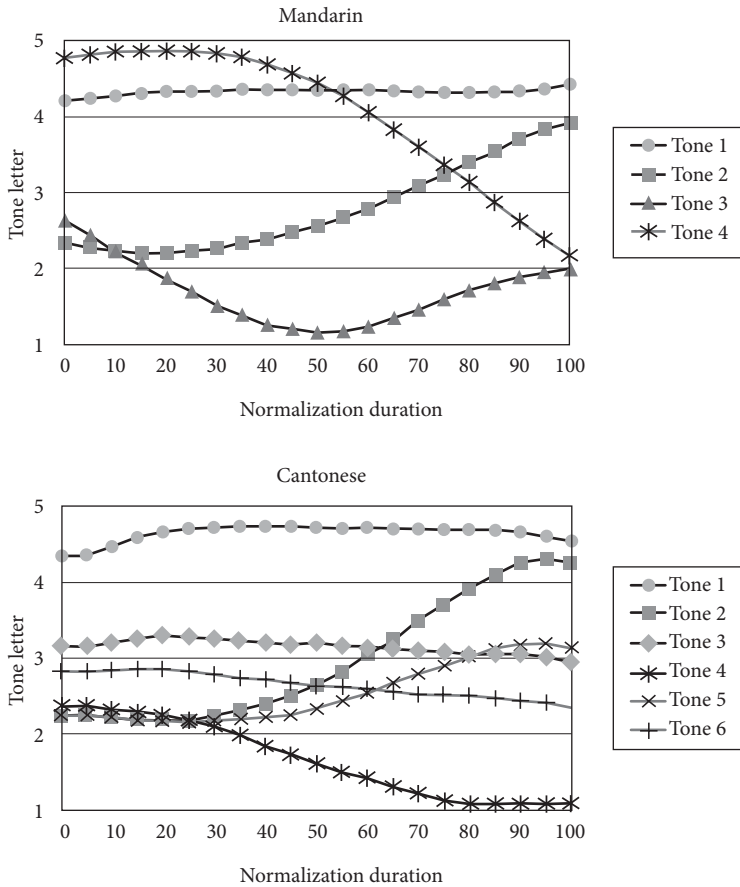 Mandarin
5
4
3
2
1
Tone letter
0 10 20 30 40 50 60 70 80 90 100
Normalization duration
Tone 1
Tone 2
Tone 3
Tone 4
Cantonese
5
4
3
2
1
Tone letter
0 10 20 30 40 50 60 70 80 90 100
Normalization duration
Tone 1
Tone 2
Tone 3
Tone 4
Tone 5
Tone 6